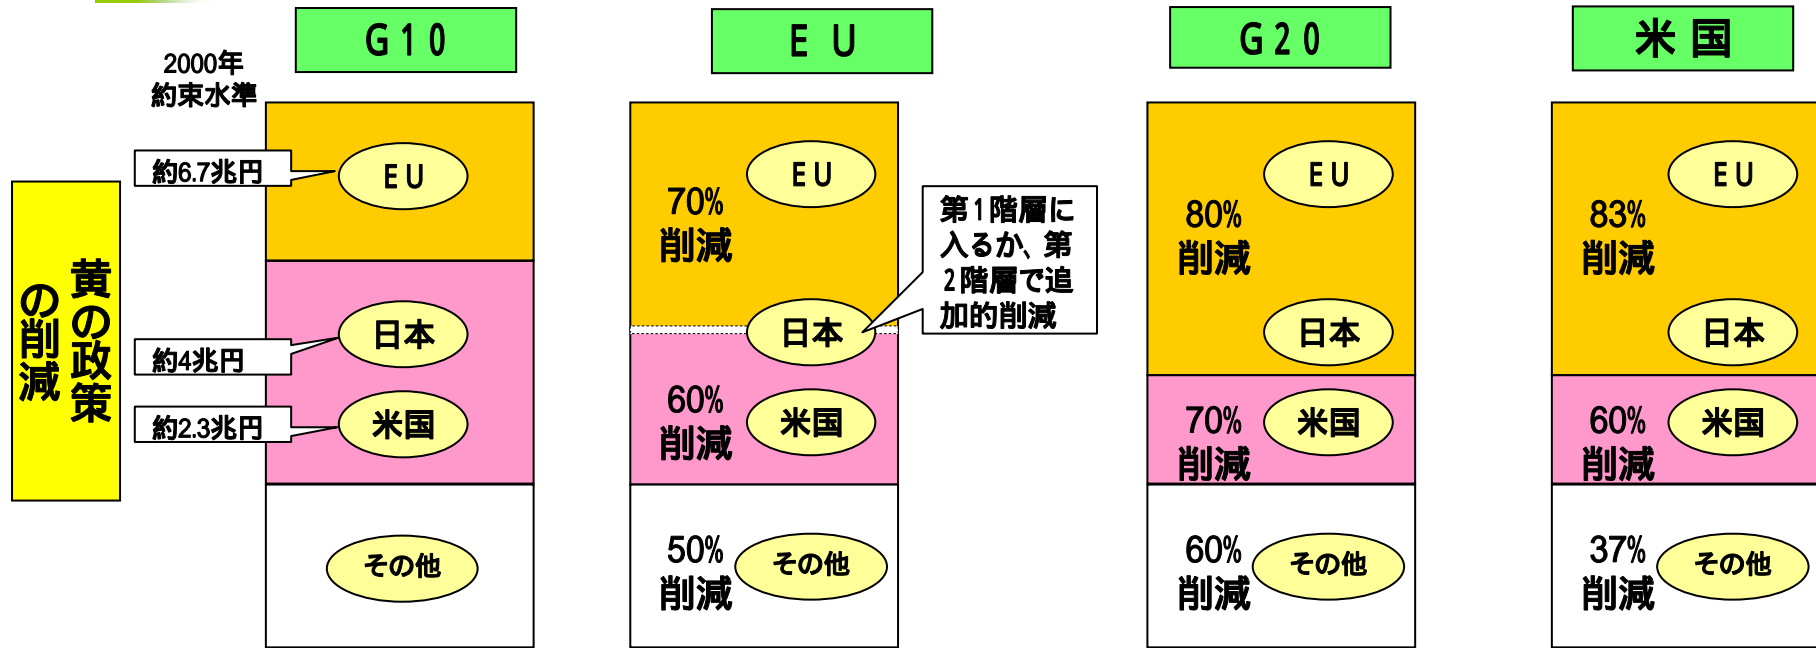 G10
EU
G20
米国
2000年
約束水準
黄の政策
の削減
約6.7兆円
約4兆円
約2.3兆円
EU
日本
米国
その他
70%
削減
60%
削減
50%
削減
EU
日本
米国
その他
第1階層に
入るか、第
2階層で追
加的削減
80%
削減
70%
削減
60%
削減
EU
日本
米国
その他
83%
削減
60%
削減
37%
削減
EU
日本
米国
その他